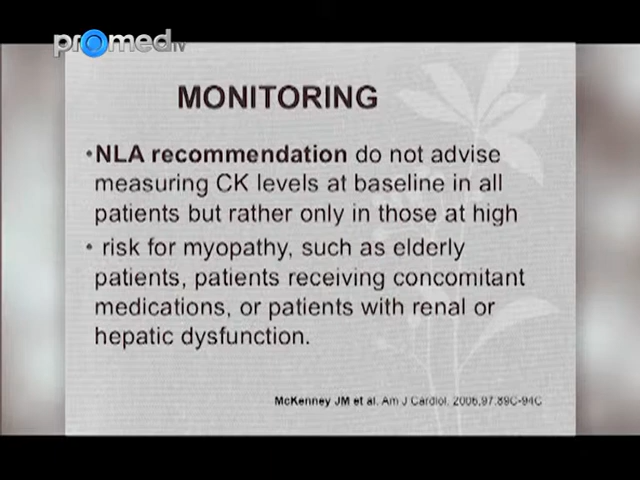 promed TV
MONITORING
•NLA recommendation do not advise
measuring CK levels at baseline in all
patients but rather only in those at high
• risk for myopathy, such as elderly
patients, patients receiving concomitant
medications, or patients with renal or
hepatic dysfunction.
McKenney JM et al. Am J Cardiol. 2006.97.89C-94C